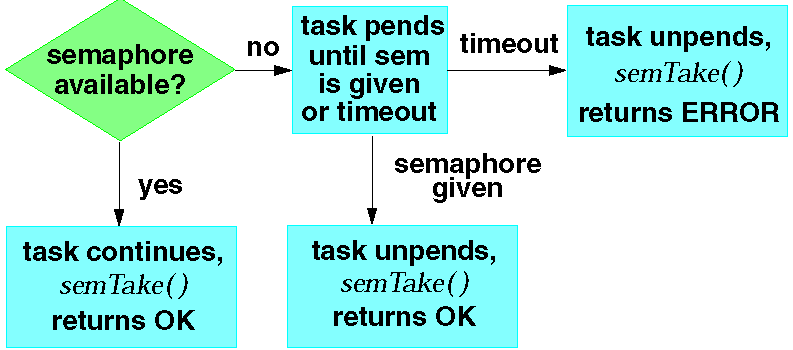 semaphore
available?
no
task pends
until sem
is given
or timeout
timeout
task unpends,
semTake()
returns ERROR
yes
semaphore
given
task continues,
semTake()
returns OK
task unpends,
semTake()
returns OK